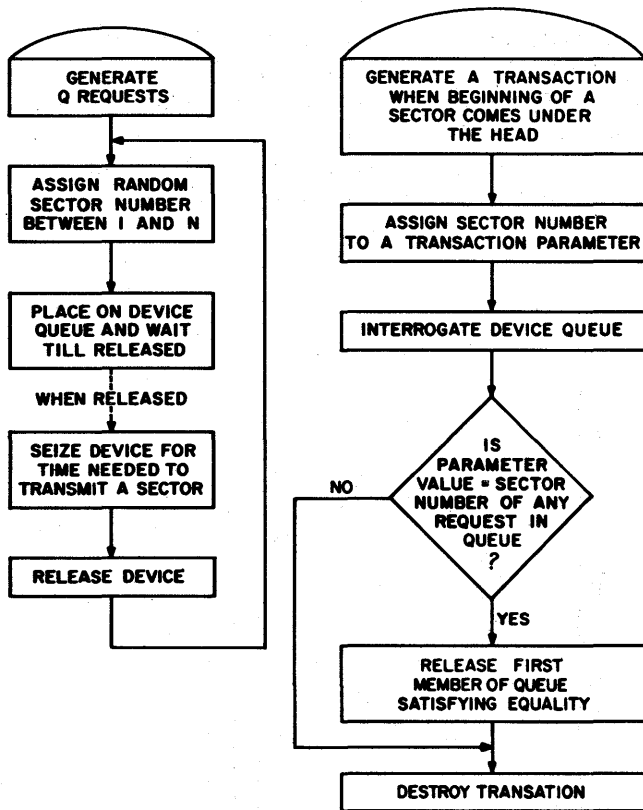 GENERATE
Q REQUESTS
ASSIGN RANDOM
SECTOR NUMBER
BETWEEN I AND N
PLACE ON DEVICE
QUEUE AND WAIT
TILL RELEASED
WHEN RELEASED
SEIZE DEVICE FOR
TIME NEEDED TO
TRANSMIT A SECTOR
RELEASE DEVICE
GENERATE A TRANSACTION
WHEN BEGINNING OF A
SECTOR COMES UNDER
THE HEAD
ASSIGN SECTOR NUMBER
TO A TRANSACTION PARAMETER
INTERROGATE DEVICE QUEUE
IS
PARAMETER
VALUE = SECTOR
NUMBER OF ANY
REQUEST IN
QUEUE
?
NO
YES
RELEASE FIRST
MEMBER OF QUEUE
SATISFYING EQUALITY
DESTROY TRANSATION